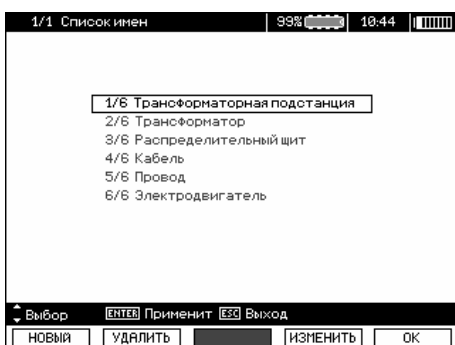 1/1 Список имен 99% 10:44
1/6 Трансформаторная подстанция
2/6 Трансформатор
3/6 Распределительный щит
4/6 Кабель
5/6 Провод
6/6 Электродвигатель
Выбор ENTER Применит ESC Выход
НОВЫЙ УДАЛИТЬ ИЗМЕНИТЬ OK